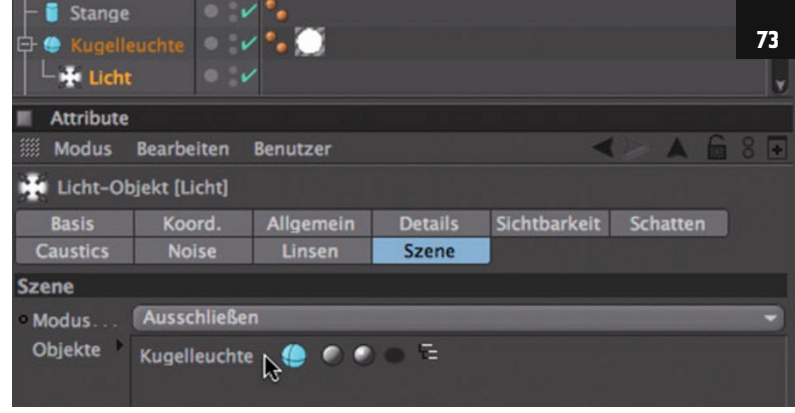 Stange
73
Kugelleuchte
Licht
Attribute
Modus Bearbeiten Benutzer
Licht-Objekt [Licht]
Basis Koord. Allgemein Details Sichtbarkeit Schatten
Caustics Noise Linsen Szene
Szene
Modus... Ausschließen
Objekte Kugelleuchte